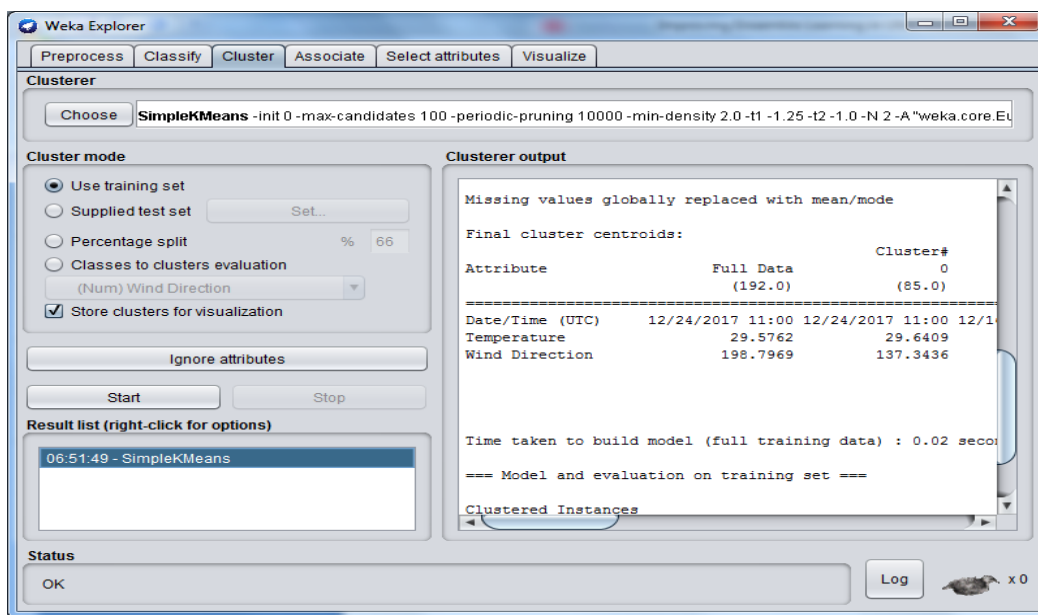 Weka Explorer
Preprocess Classify Cluster Associate Select attributes Visualize
Clusterer
Choose SimpleKMeans -init 0 -max-candidates 100 -periodic-pruning 10000 -min-density 2.0 -t1 -1.25 -t2 -1.0 -N 2 -A "weka.core.Eu
Cluster mode
Use training set
Supplied test set Set...
Percentage split % 66
Classes to clusters evaluation
(Num) Wind Direction
Store clusters for visualization
Ignore attributes
Start Stop
Result list (right-click for options)
06:51:49 - SimpleKMeans
Clusterer output
Missing values globally replaced with mean/mode
Final cluster centroids:
Cluster#
Attribute Full Data 0
(192.0) (85.0)
================================================================
Date/Time (UTC) 12/24/2017 11:00 12/24/2017 11:00 12/1
Temperature 29.5762 29.6409
Wind Direction 198.7969 137.3436
Time taken to build model (full training data) : 0.02 seco
=== Model and evaluation on training set ===
Clustered Instances
Status
OK
Log x 0